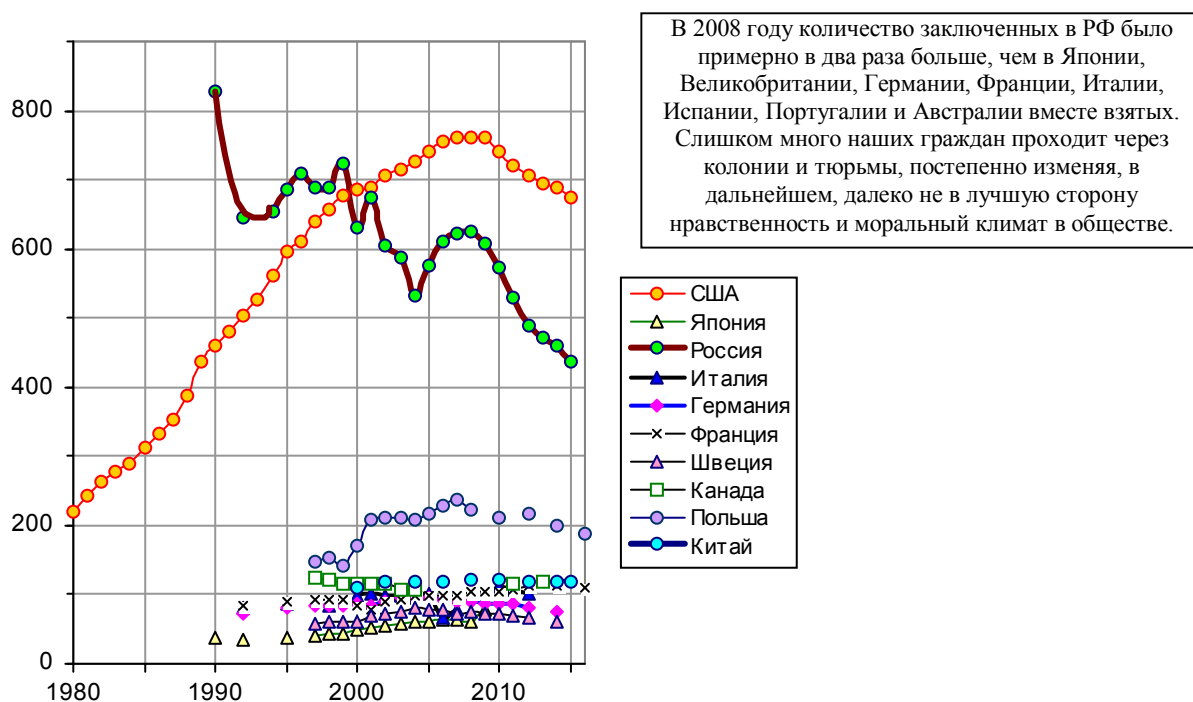 В 2008 году количество заключенных в РФ было
примерно в два раза больше, чем в Японии,
Великобритании, Германии, Франции, Италии,
Испании, Португалии и Австралии вместе взятых.
Слишком много наших граждан проходит через
колонии и тюрьмы, постепенно изменяя, в
дальнейшем, далеко не в лучшую сторону
нравственность и моральный климат в обществе.
800
600
400
200
0
1980
1990
2000
2010
США
Япония
Россия
Италия
Германия
Франция
Швеция
Канада
Польша
Китай